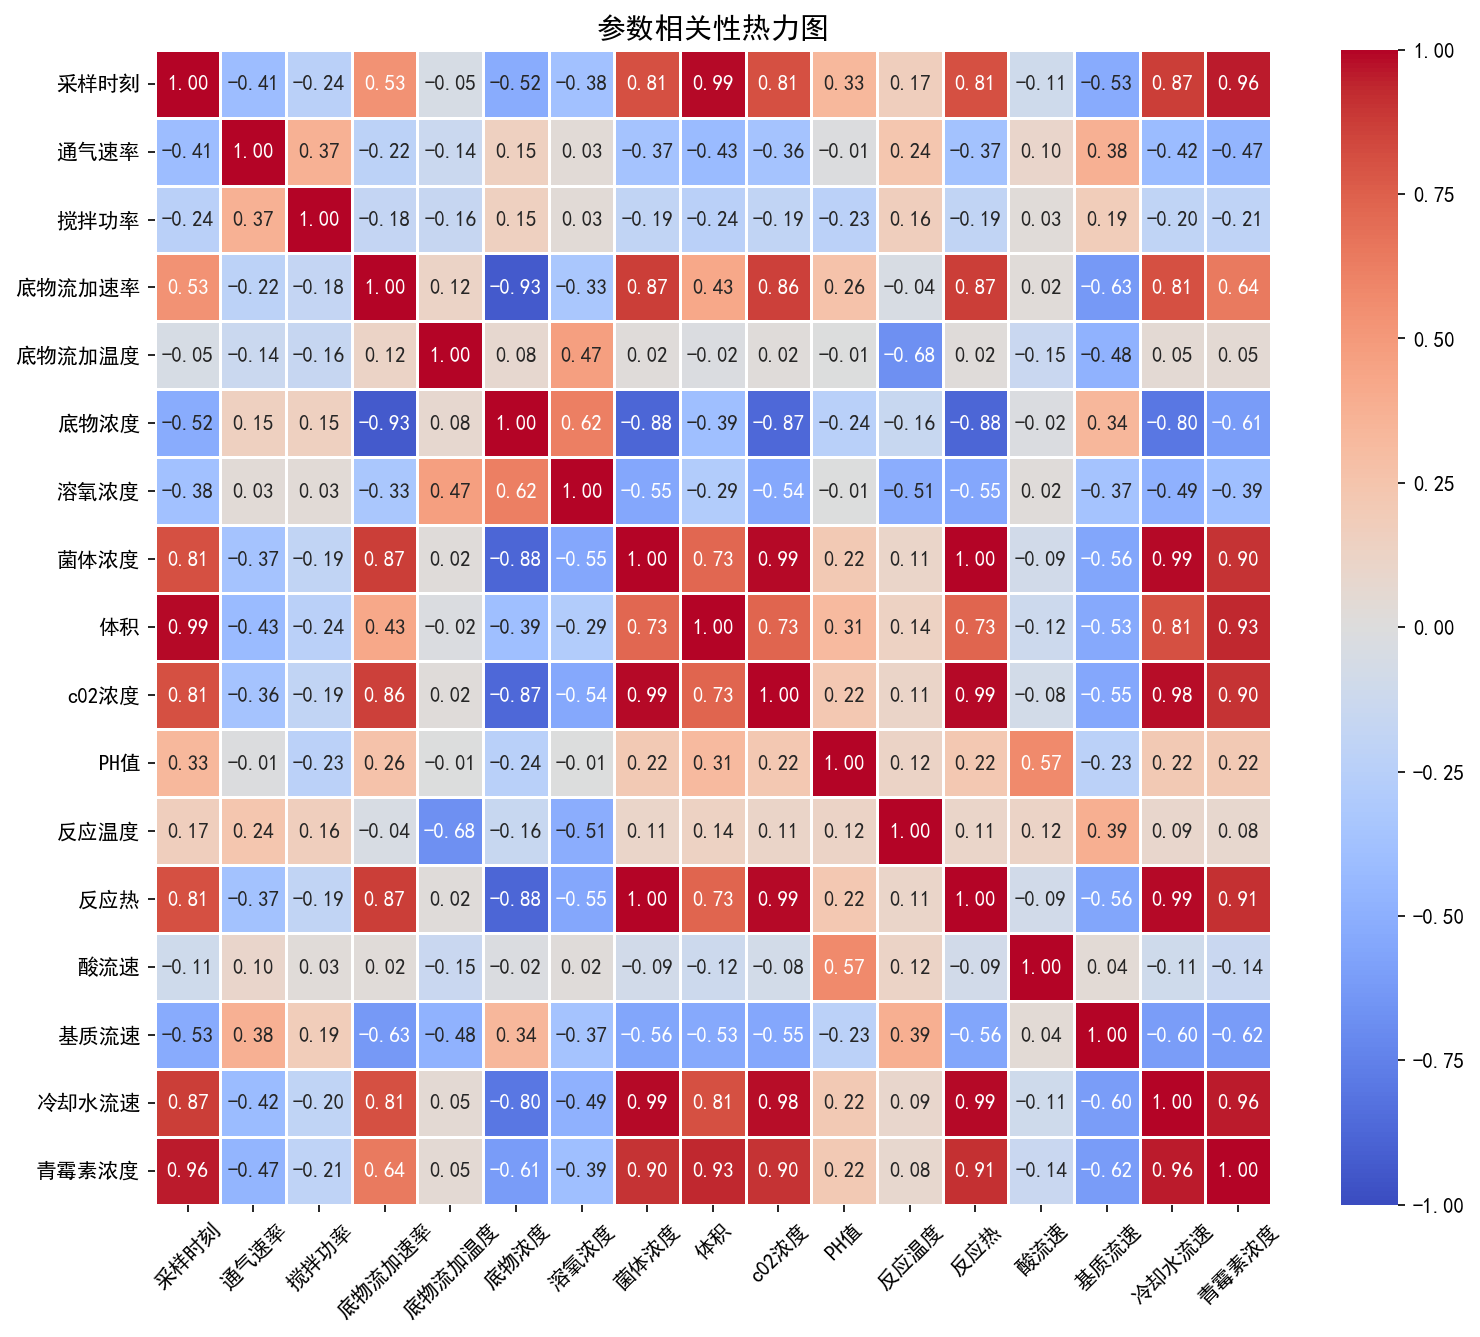 参数相关性热力图
采样时刻 1.00 -0.41 -0.24 0.53 -0.05 -0.52 -0.38 0.81 0.99 0.81 0.33 0.17 0.81 -0.11 -0.53 0.87 0.96
通气速率 -0.41 1.00 0.37 -0.22 -0.14 0.15 0.03 -0.37 -0.43 -0.36 -0.01 0.24 -0.37 0.10 0.38 -0.42 -0.47
搅拌功率 -0.24 0.37 1.00 -0.18 -0.16 0.15 0.03 -0.19 -0.24 -0.19 -0.23 0.16 -0.19 0.03 0.19 -0.20 -0.21
底物流加速率 0.53 -0.22 -0.18 1.00 0.12 -0.93 -0.33 0.87 0.43 0.86 0.26 -0.04 0.87 0.02 -0.63 0.81 0.64
底物流加温度 -0.05 -0.14 -0.16 0.12 1.00 0.08 0.47 0.02 -0.02 0.02 -0.01 -0.68 0.02 -0.15 -0.48 0.05 0.05
底物浓度 -0.52 0.15 0.15 -0.93 0.08 1.00 0.62 -0.88 -0.39 -0.87 -0.24 -0.16 -0.88 -0.02 0.34 -0.80 -0.61
溶氧浓度 -0.38 0.03 0.03 -0.33 0.47 0.62 1.00 -0.55 -0.29 -0.54 -0.01 -0.51 -0.55 0.02 -0.37 -0.49 -0.39
菌体浓度 0.81 -0.37 -0.19 0.87 0.02 -0.88 -0.55 1.00 0.73 0.99 0.22 0.11 1.00 -0.09 -0.56 0.99 0.90
体积 0.99 -0.43 -0.24 0.43 -0.02 -0.39 -0.29 0.73 1.00 0.73 0.31 0.14 0.73 -0.12 -0.53 0.81 0.93
c02浓度 0.81 -0.36 -0.19 0.86 0.02 -0.87 -0.54 0.99 0.73 1.00 0.22 0.11 0.99 -0.08 -0.55 0.98 0.90
PH值 0.33 -0.01 -0.23 0.26 -0.01 -0.24 -0.01 0.22 0.31 0.22 1.00 0.12 0.22 0.57 -0.23 0.22 0.22
反应温度 0.17 0.24 0.16 -0.04 -0.68 -0.16 -0.51 0.11 0.14 0.11 0.12 1.00 0.11 0.12 0.39 0.09 0.08
反应热 0.81 -0.37 -0.19 0.87 0.02 -0.88 -0.55 1.00 0.73 0.99 0.22 0.11 1.00 -0.09 -0.56 0.99 0.91
酸流速 -0.11 0.10 0.03 0.02 -0.15 -0.02 0.02 -0.09 -0.12 -0.08 0.57 0.12 -0.09 1.00 0.04 -0.11 -0.14
基质流速 -0.53 0.38 0.19 -0.63 -0.48 0.34 -0.37 -0.56 -0.53 -0.55 -0.23 0.39 -0.56 0.04 1.00 -0.60 -0.62
冷却水流速 0.87 -0.42 -0.20 0.81 0.05 -0.80 -0.49 0.99 0.81 0.98 0.22 0.09 0.99 -0.11 -0.60 1.00 0.96
青霉素浓度 0.96 -0.47 -0.21 0.64 0.05 -0.61 -0.39 0.90 0.93 0.90 0.22 0.08 0.91 -0.14 -0.62 0.96 1.00
采样时刻 通气速率 搅拌功率 底物流加速率 底物流加温度 底物浓度 溶氧浓度 菌体浓度 体积 c02浓度 PH值 反应温度 反应热 酸流速 基质流速 冷却水流速 青霉素浓度
1.00
0.75
0.50
0.25
0.00
-0.25
-0.50
-0.75
-1.00